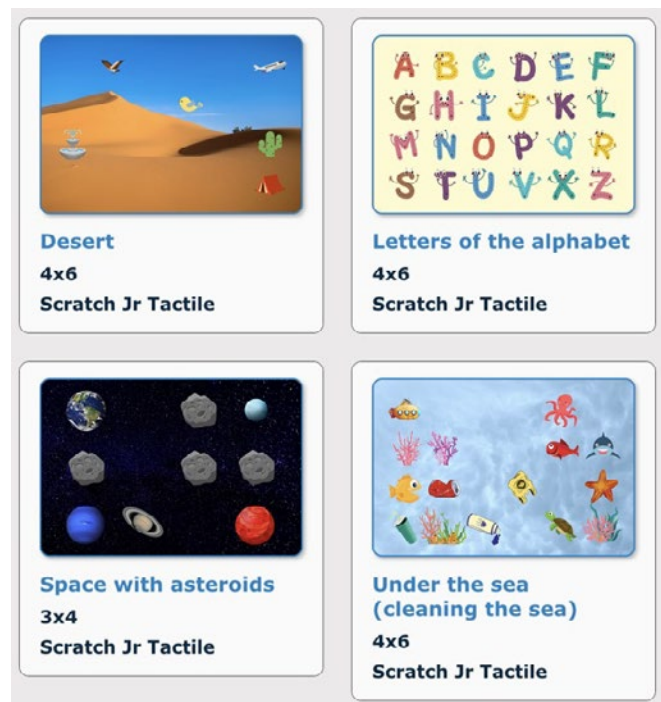 Desert
4x6
Scratch Jr Tactile
A B C D E F
G H I J K L
M N O P Q R
S T U V X Z
Letters of the alphabet
4x6
Scratch Jr Tactile
Space with asteroids
3x4
Scratch Jr Tactile
Under the sea
(cleaning the sea)
4x6
Scratch Jr Tactile